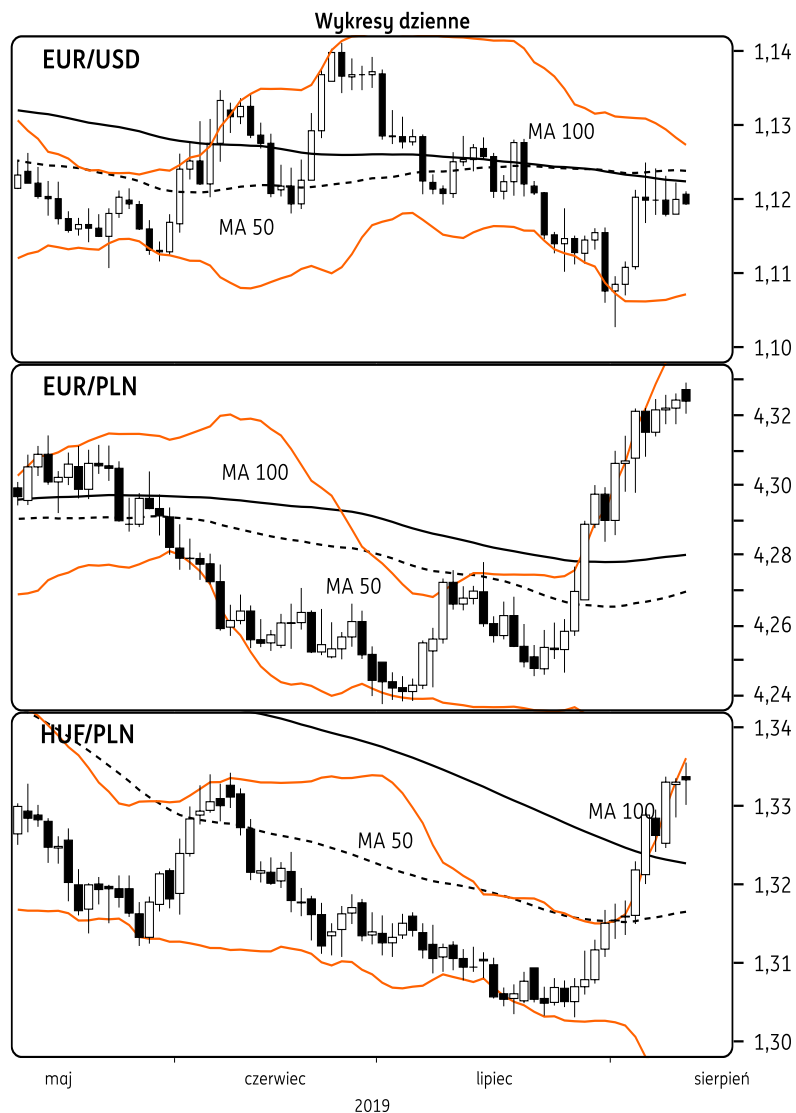 Wykresy dzienne
EUR/USD
1,14
MA 100
1,13
1,12
MA 50
1,11
1,10
EUR/PLN
4,32
MA 100
4,30
4,28
MA 50
4,26
4,24
HUF/PLN
1,34
MA 100
1,33
MA 50
1,32
1,31
1,30
maj czerwiec lipiec sierpień
2019